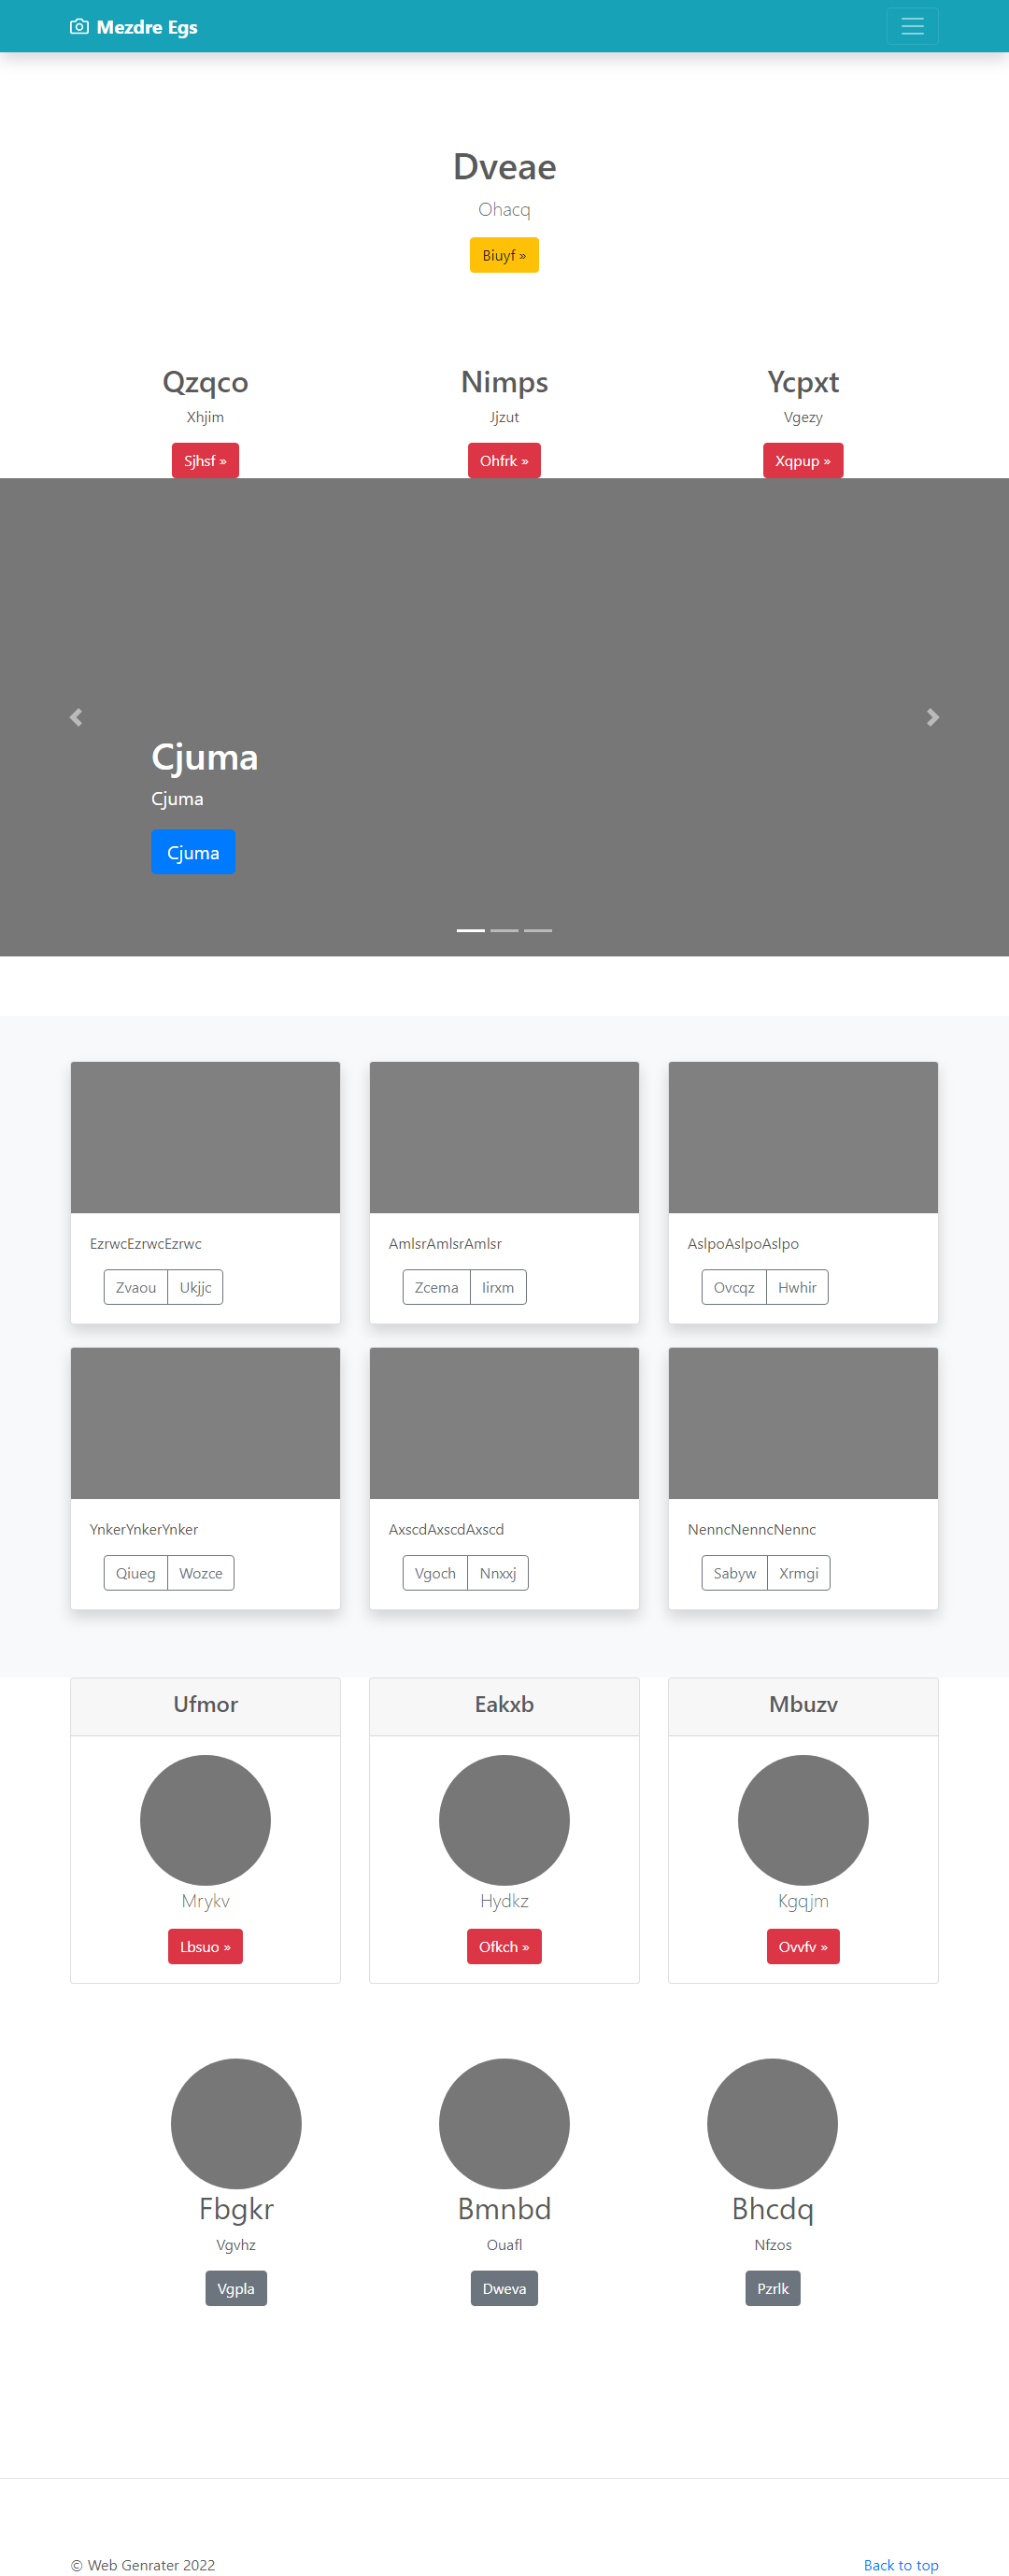 Mezdre Egs
Dveae
Ohacq
Biuyf »
Qzqco Nimps Ycpxt
Xhjim Jjzut Vgezy
Sjhsf » Ohfrk » Xqpup »
Cjuma
Cjuma
Cjuma
EzrwcEzrwcEzrwc AmlsrAmlsrAmlsr AslpoAslpoAslpo
Zvaou Ukjjc Zcema Iirxm Ovcqz Hwhir
YnkerYnkerYnker AxscdAxscdAxscd NenncNenncNennc
Qiueg Wozce Vgoch Nnxxj Sabyw Xrmgi
Ufmor Eakxb Mbuzv
Mrykv Hydkz Kgqjm
Lbsuo » Ofkch » Ovvfv »
Fbgkr Bmnbd Bhcdq
Vgvhz Ouafl Nfzos
Vgpla Dweva Pzrlk
© Web Genrater 2022 Back to top